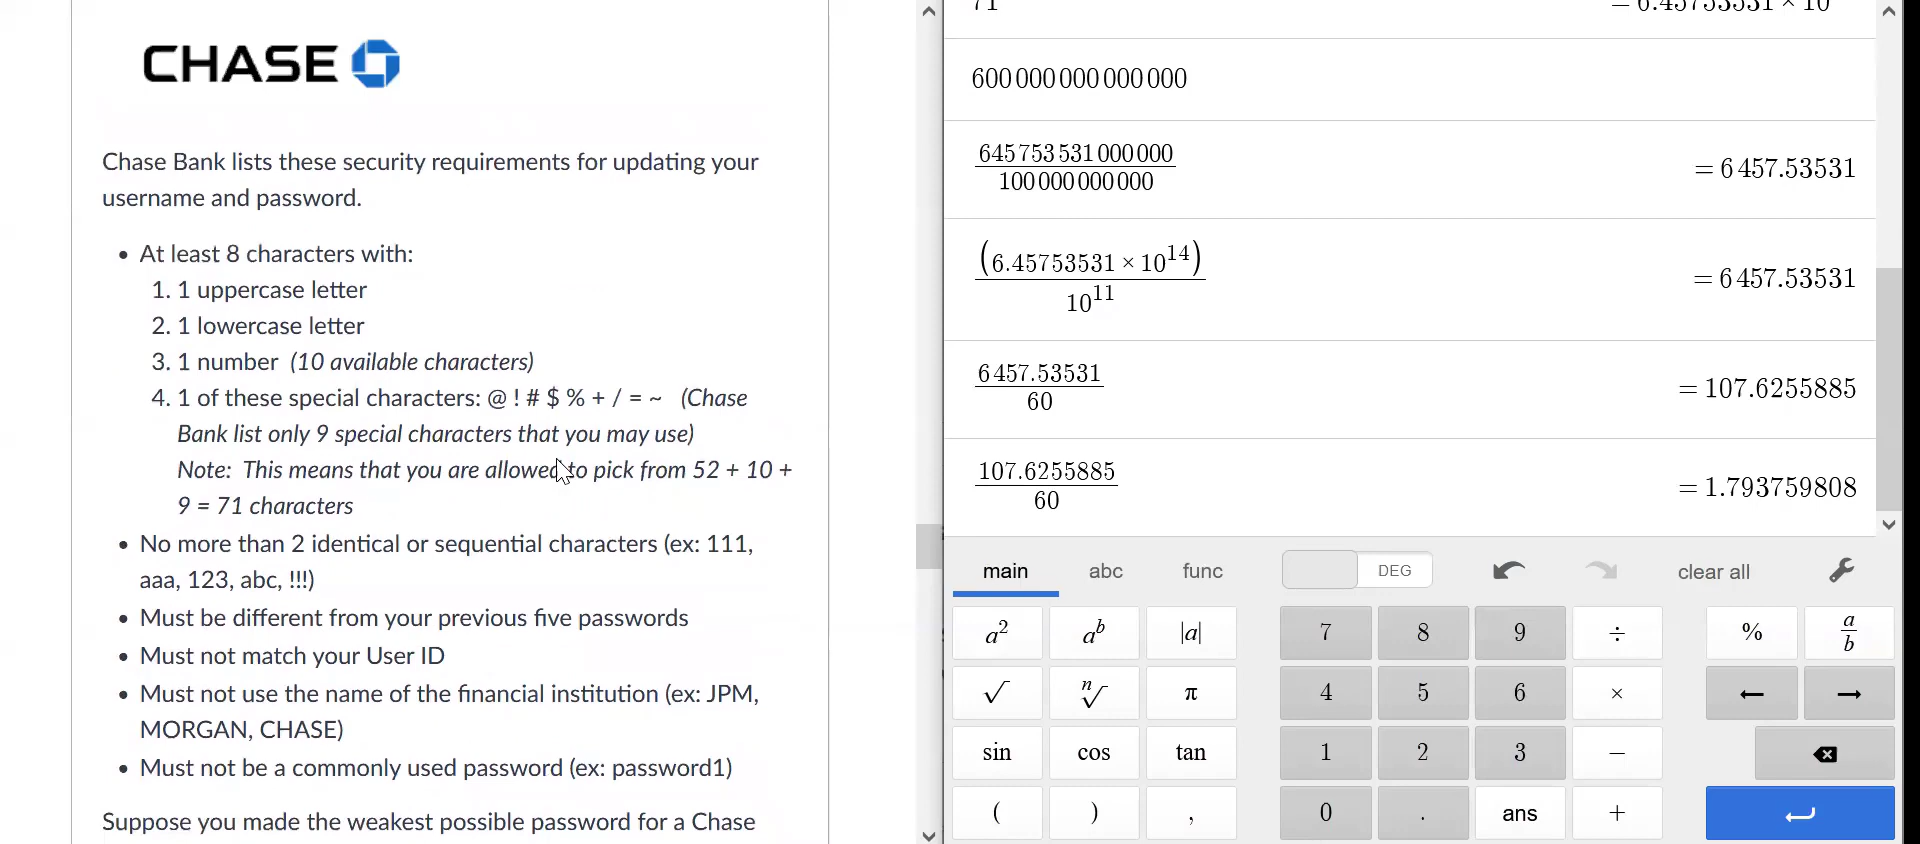 CHASE
Chase Bank lists these security requirements for updating your
username and password.
• At least 8 characters with:
1. 1 uppercase letter
2. 1 lowercase letter
3. 1 number (10 available characters)
4. 1 of these special characters: @ ! # $ % + / = ~ (Chase
Bank list only 9 special characters that you may use)
Note: This means that you are allowed to pick from 52 + 10 +
9 = 71 characters
• No more than 2 identical or sequential characters (ex: 111,
aaa, 123, abc, !!!)
• Must be different from your previous five passwords
• Must not match your User ID
• Must not use the name of the financial institution (ex: JPM,
MORGAN, CHASE)
• Must not be a commonly used password (ex: password1)
Suppose you made the weakest possible password for a Chase
71 = 6.45753531 × 10
600 000 000 000 000
645 753 531 000 000
100 000 000 000
= 6 457.53531
(6.45753531 × 10^14)
10^11
= 6 457.53531
6 457.53531
60
= 107.6255885
107.6255885
60
= 1.793759808
main abc func DEG clear all
a² a^b |a| 7 8 9 ÷ % a/b
√ ⁿ√ π 4 5 6 × ← →
sin cos tan 1 2 3 −
( ) , 0 . ans +